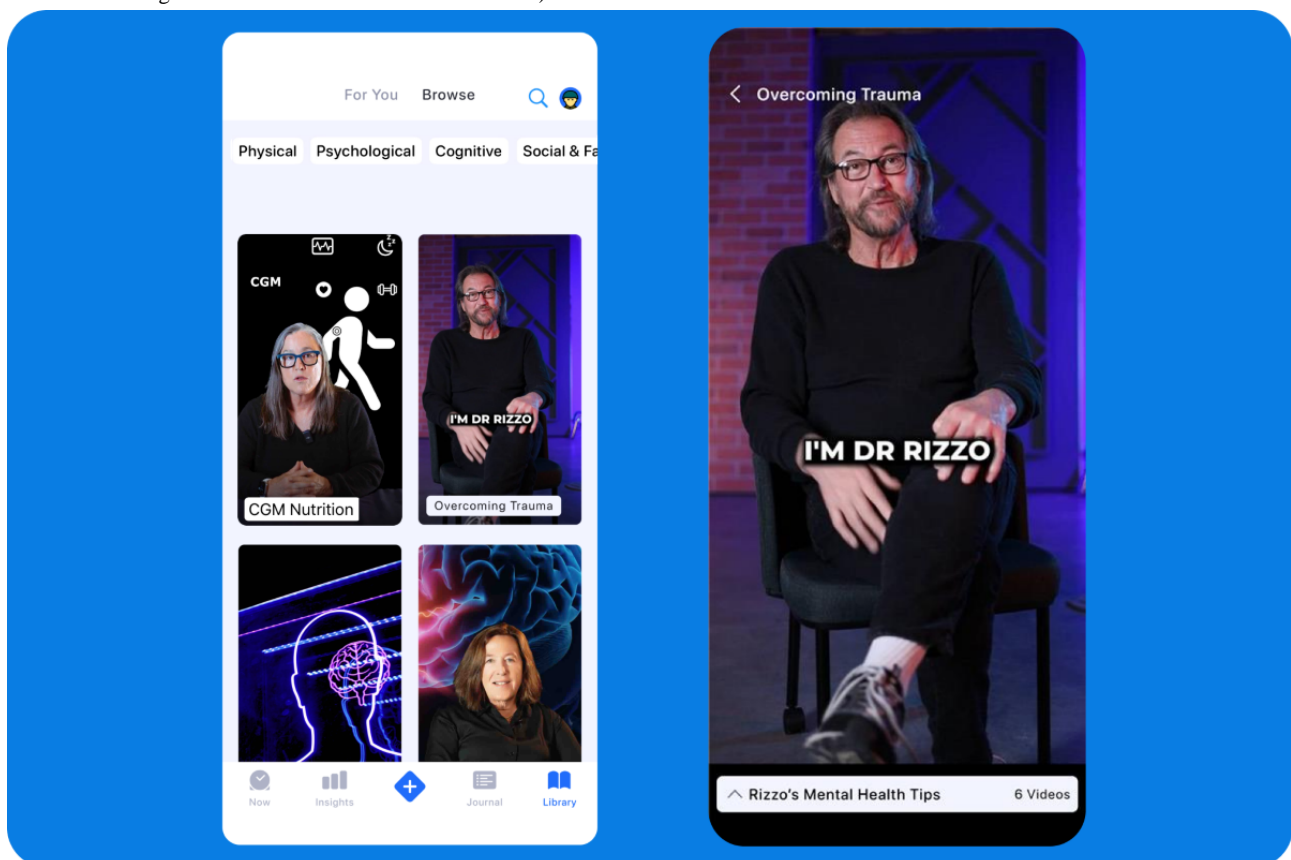 For You Browse
Physical Psychological Cognitive Social & Fa
CGM
zzz
I'M DR RIZZO
CGM Nutrition
Overcoming Trauma
Now Insights Journal Library
Overcoming Trauma
I'M DR RIZZO
Rizzo's Mental Health Tips 6 Videos